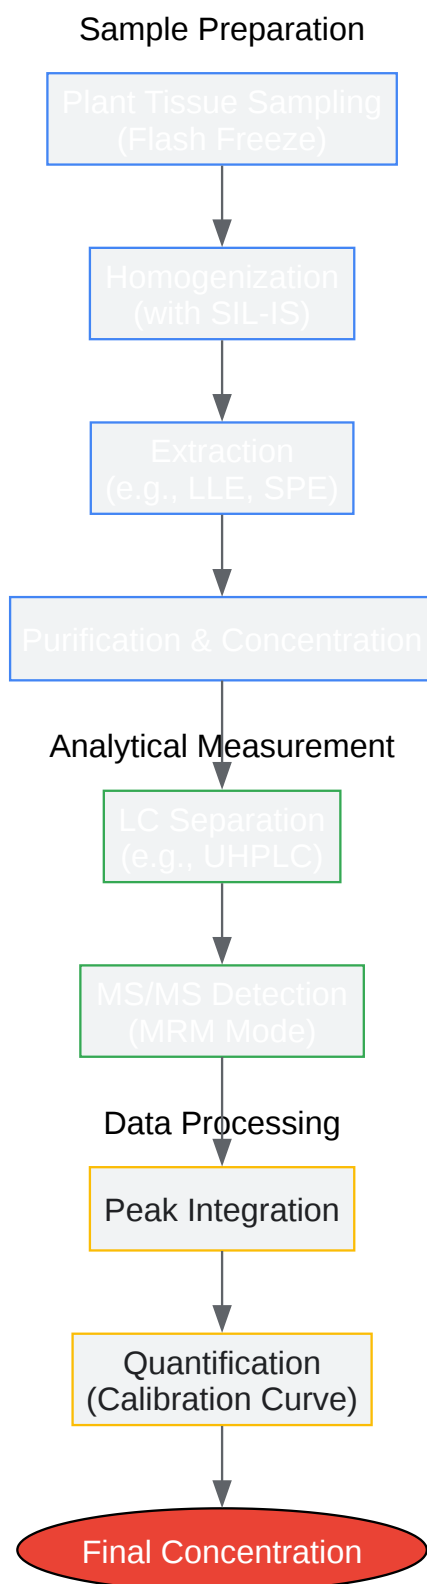 Sample Preparation
Plant Tissue Sampling
(Flash Freeze)
Homogenization
(with SIL-IS)
Extraction
(e.g., LLE, SPE)
Purification & Concentration
Analytical Measurement
LC Separation
(e.g., UHPLC)
MS/MS Detection
(MRM Mode)
Data Processing
Peak Integration
Quantification
(Calibration Curve)
Final Concentration